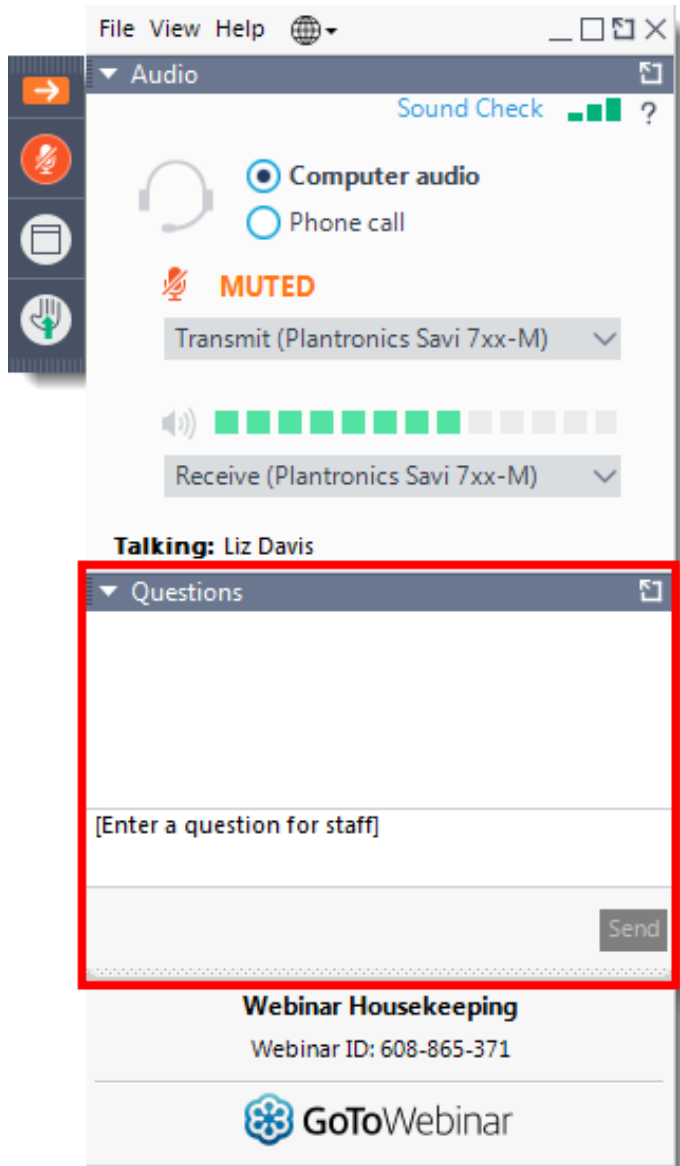 File View Help
Audio
Sound Check ?
Computer audio
Phone call
MUTED
Transmit (Plantronics Savi 7xx-M)
Receive (Plantronics Savi 7xx-M)
Talking: Liz Davis
Questions
[Enter a question for staff]
Send
Webinar Housekeeping
Webinar ID: 608-865-371
GoToWebinar